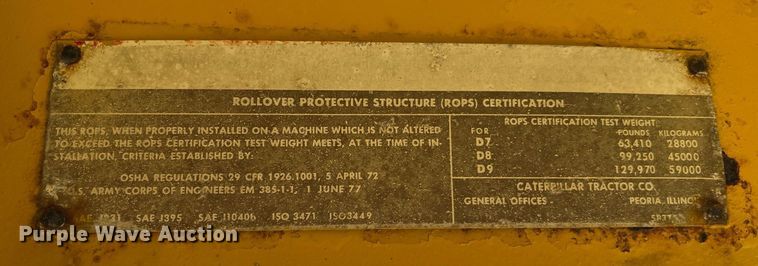 ROLLOVER PROTECTIVE STRUCTURE (ROPS) CERTIFICATION
THIS ROPS, WHEN PROPERLY INSTALLED ON A MACHINE WHICH IS NOT ALTERED
TO EXCEED THE ROPS CERTIFICATION TEST WEIGHT MEETS, AT THE TIME OF IN-
STALLATION, CRITERIA ESTABLISHED BY:
OSHA REGULATIONS 29 CFR 1926.1001, 5 APRIL 72
U.S. ARMY CORPS OF ENGINEERS EM 385-1-1, 1 JUNE 77
SAE J395 SAE J1040b ISO 3471 ISO3449
ROPS CERTIFICATION TEST WEIGHT
FOR POUNDS KILOGRAMS
D7 63,410 28800
D8 99,250 45000
D9 129,970 59000
CATERPILLAR TRACTOR CO.
GENERAL OFFICES - PEORIA, ILLINOIS
Purple Wave Auction